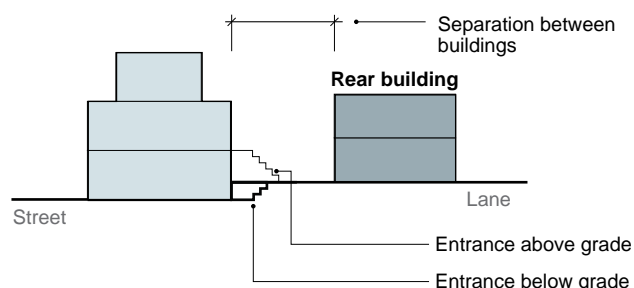 Separation between
buildings
Rear building
Street
Lane
Entrance above grade
Entrance below grade